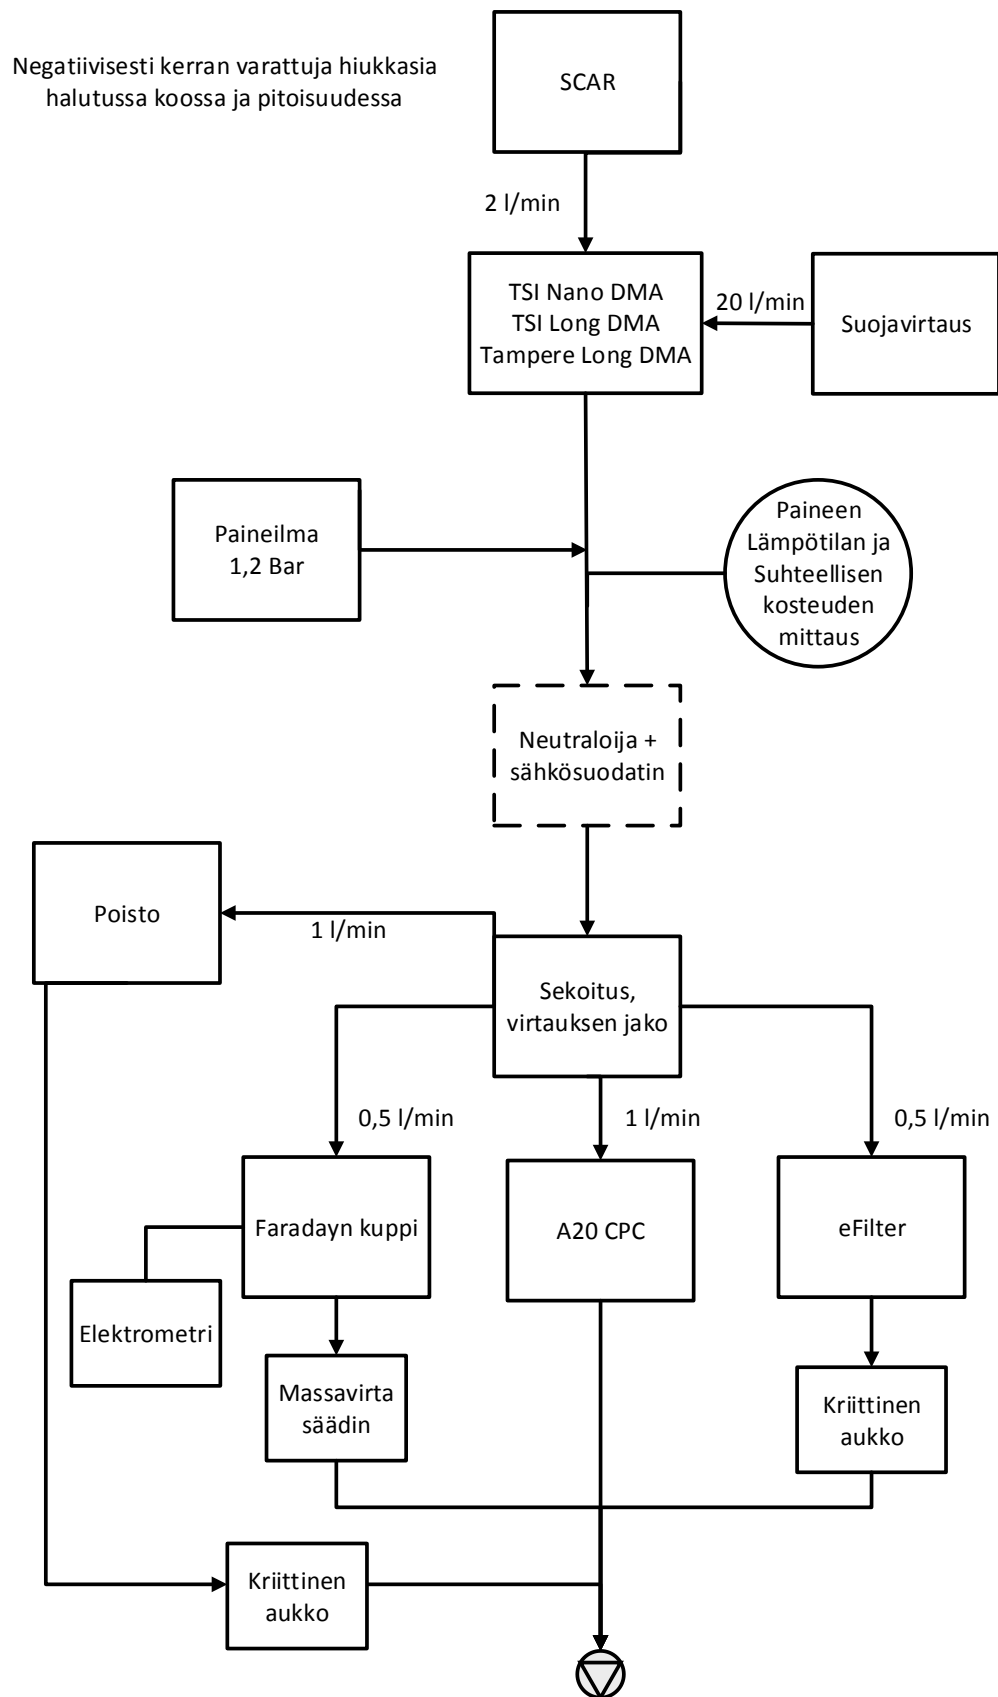 Negatiivisesti kerran varattuja hiukkasia
halutussa koossa ja pitoisuudessa
SCAR
2 l/min
TSI Nano DMA
TSI Long DMA
Tampere Long DMA
20 l/min
Suojavirtaus
Paineilma
1,2 Bar
Paineen
Lämpötilan ja
Suhteellisen
kosteuden
mittaus
Neutraloija +
sähkösuodatin
Poisto
1 l/min
Sekoitus,
virtauksen jako
0,5 l/min
1 l/min
0,5 l/min
Faradayn kuppi
A20 CPC
eFilter
Elektrometri
Massavirta
säädin
Kriittinen
aukko
Kriittinen
aukko